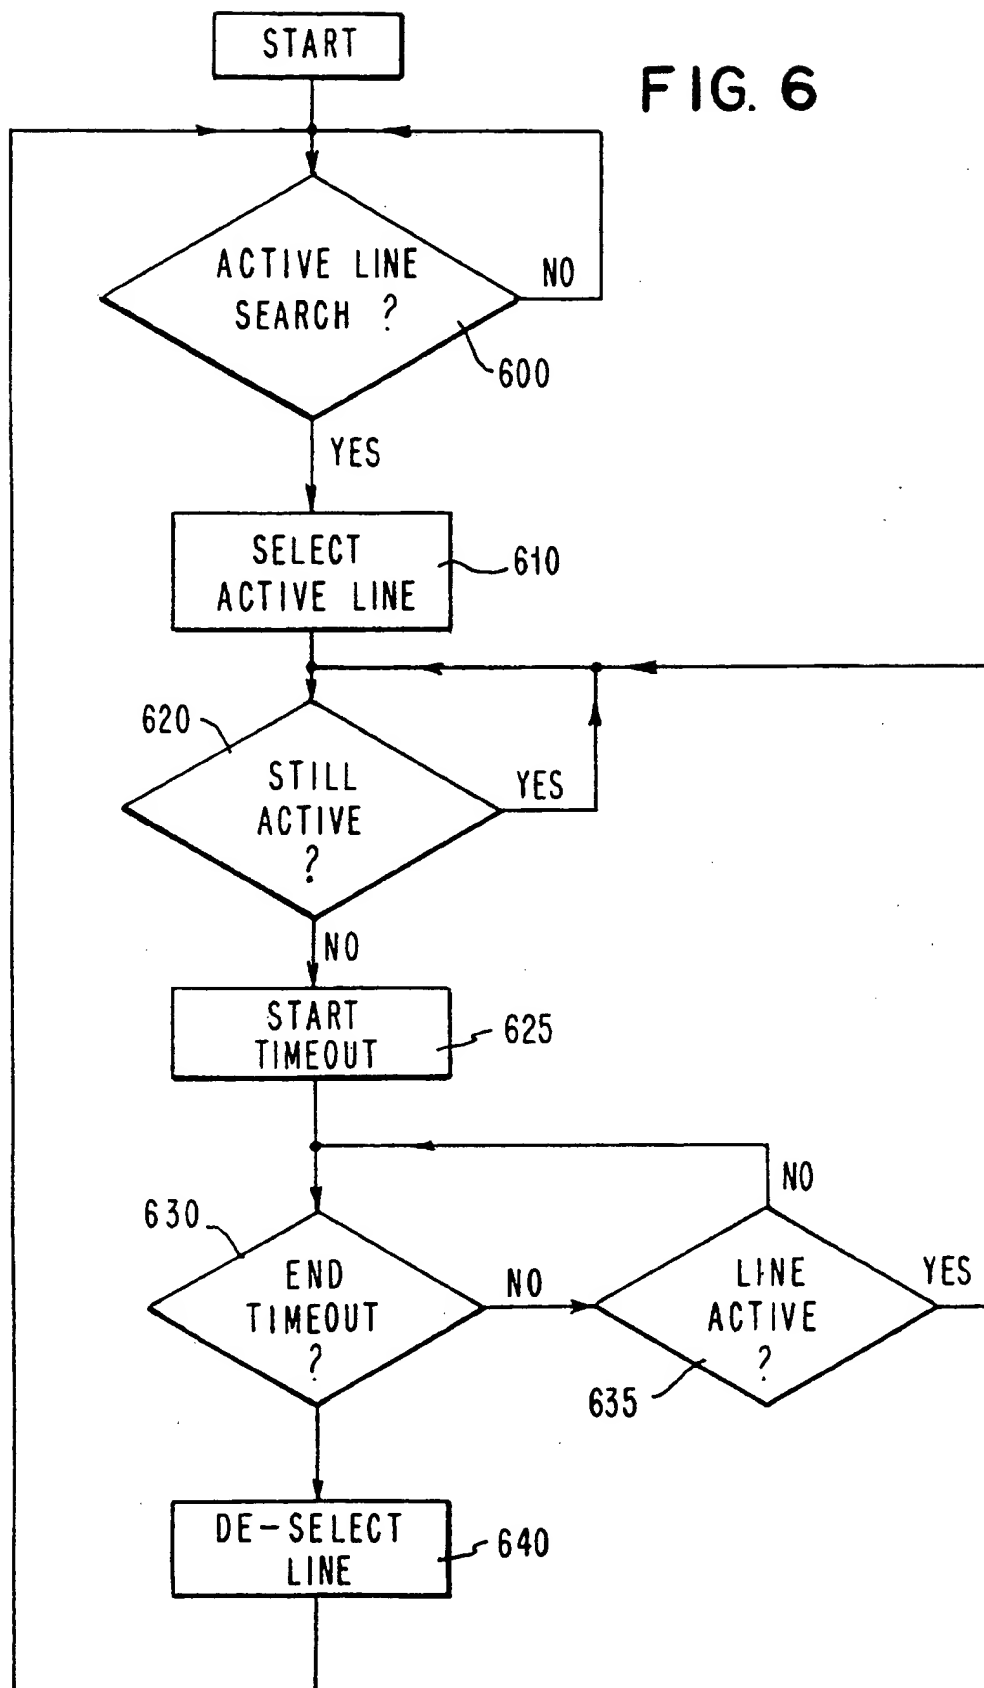 START
FIG. 6
ACTIVE LINE
SEARCH ?
NO
600
YES
SELECT
ACTIVE LINE
610
620
STILL
ACTIVE
?
YES
NO
START
TIMEOUT
625
630
END
TIMEOUT
?
NO
LINE
ACTIVE
?
NO
YES
635
DE-SELECT
LINE
640